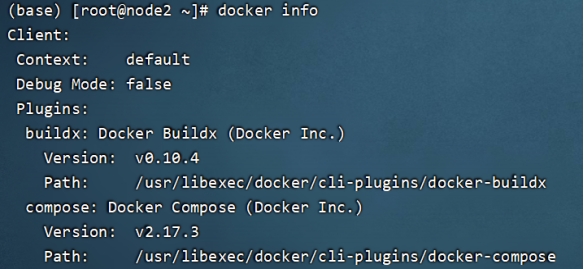 (base) [root@node2 ~]# docker info
Client:
Context: default
Debug Mode: false
Plugins:
buildx: Docker Buildx (Docker Inc.)
Version: v0.10.4
Path: /usr/libexec/docker/cli-plugins/docker-buildx
compose: Docker Compose (Docker Inc.)
Version: v2.17.3
Path: /usr/libexec/docker/cli-plugins/docker-compose